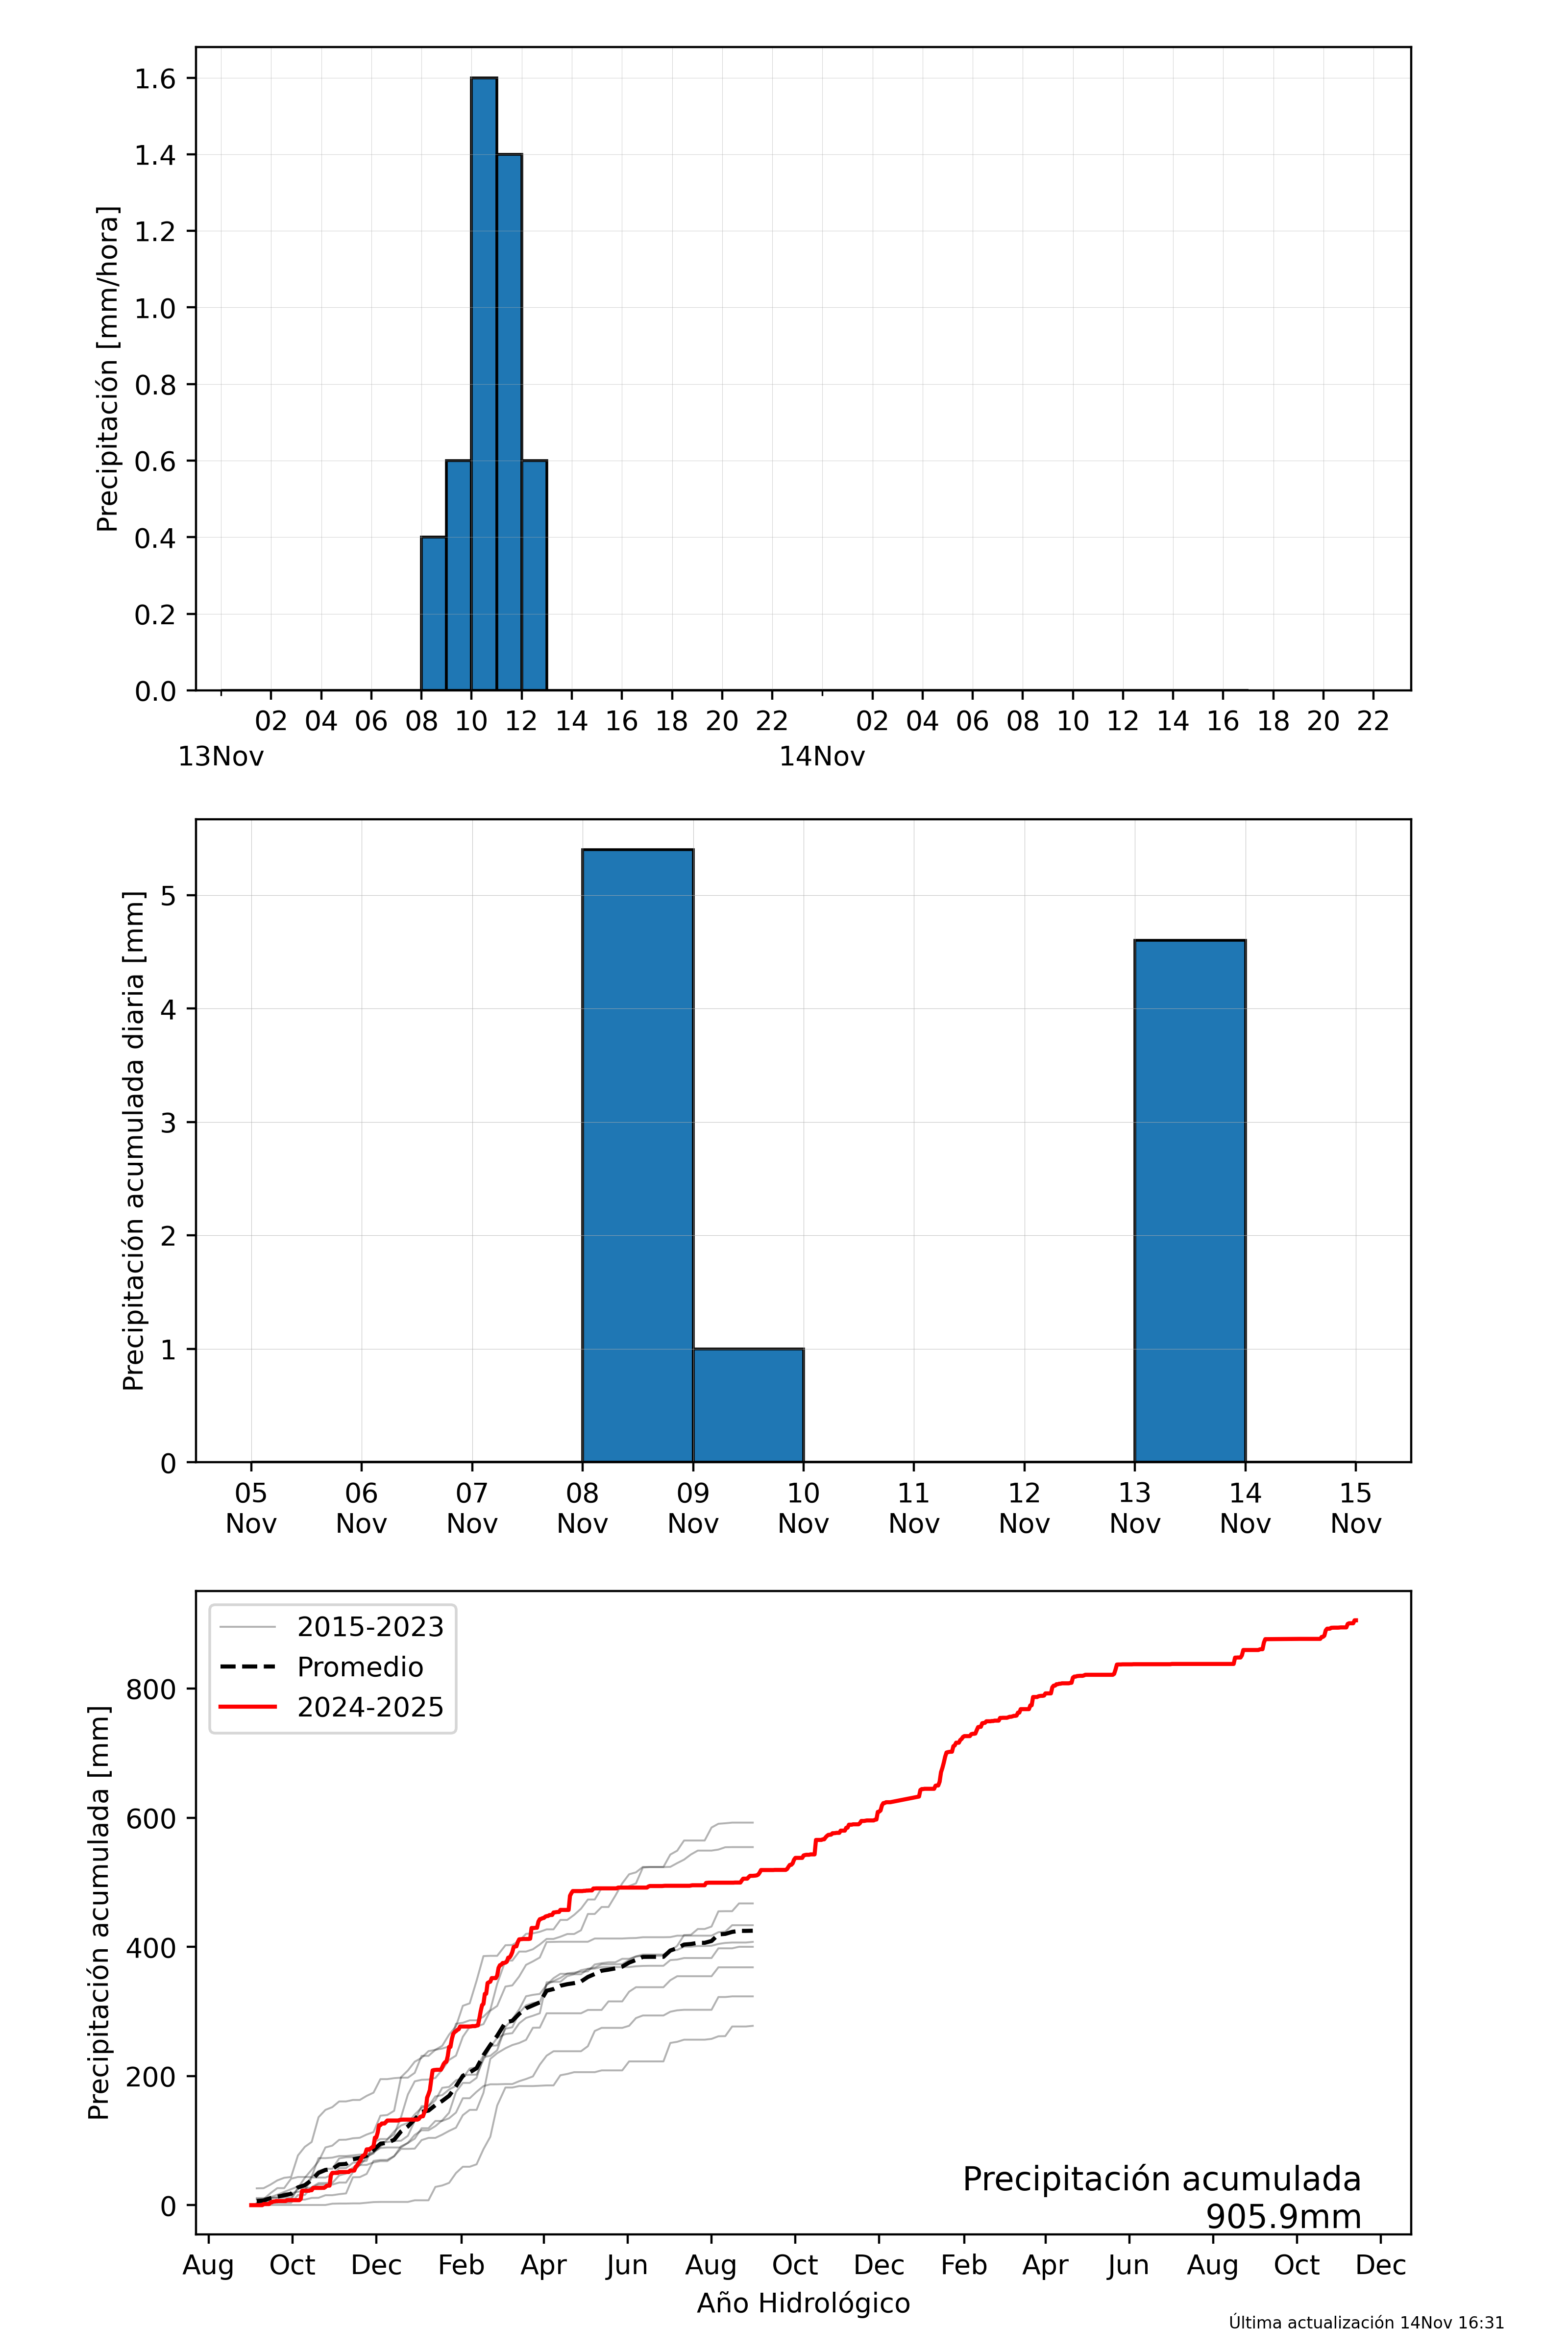 Precipitación [mm/hora]
1.6
1.4
1.2
1.0
0.8
0.6
0.4
0.2
0.0
02 04 06 08 10 12 14 16 18 20 22 02 04 06 08 10 12 14 16 18 20 22
13Nov 14Nov
Precipitación acumulada diaria [mm]
5
4
3
2
1
0
05 06 07 08 09 10 11 12 13 14 15
Nov Nov Nov Nov Nov Nov Nov Nov Nov Nov Nov
Precipitación acumulada [mm]
2015-2023
Promedio
2024-2025
800
600
400
200
0
Precipitación acumulada
905.9mm
Aug Oct Dec Feb Apr Jun Aug Oct Dec Feb Apr Jun Aug Oct Dec
Año Hidrológico
Última actualización 14Nov 16:31